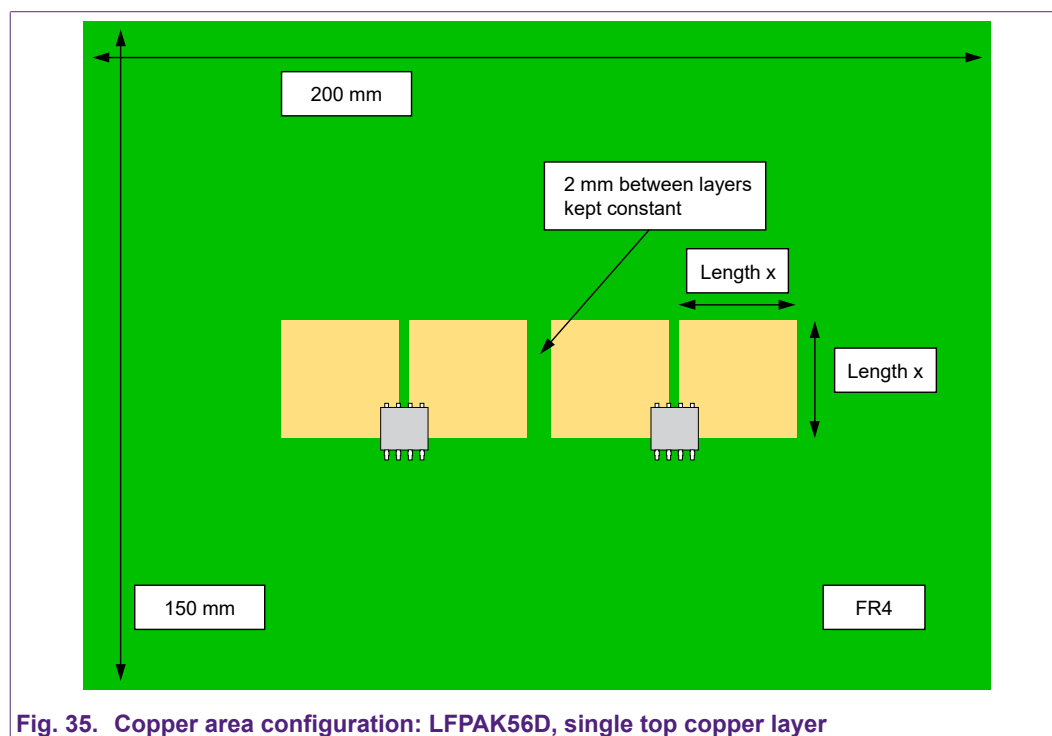 200 mm
2 mm between layers
kept constant
Length x
Length x
150 mm
FR4
Fig. 35. Copper area configuration: LFPAK56D, single top copper layer